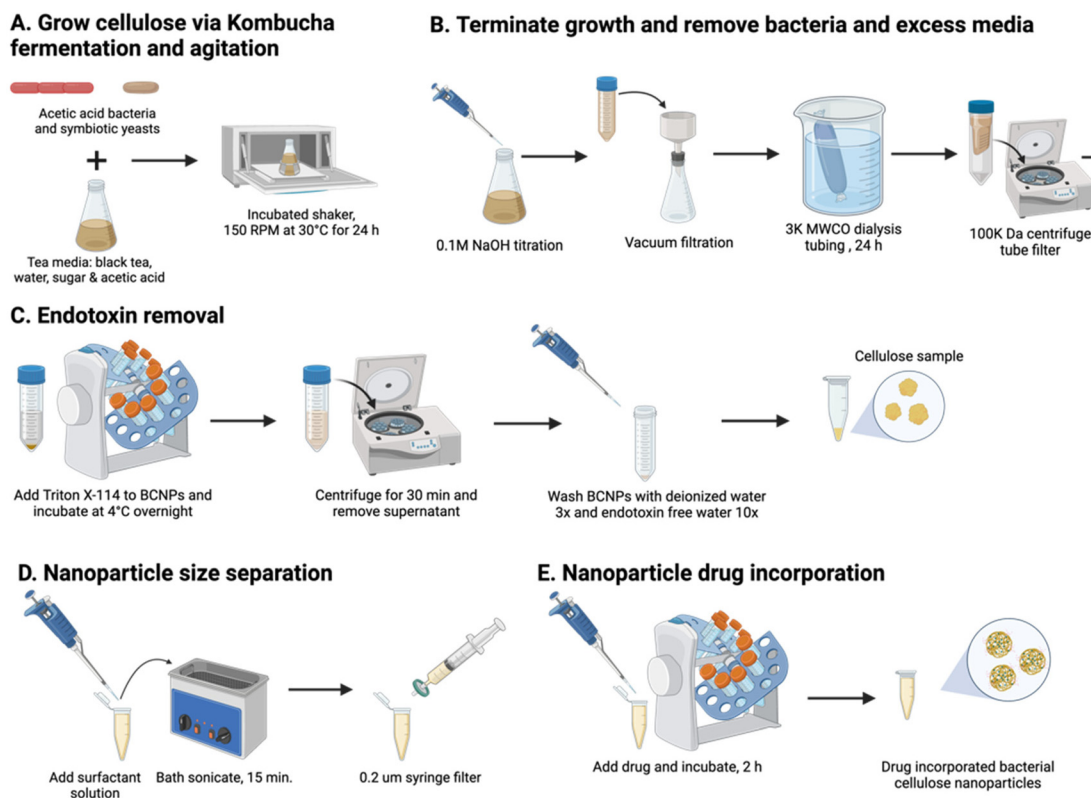 A. Grow cellulose via Kombucha
fermentation and agitation
Acetic acid bacteria
and symbiotic yeasts
+
Tea media: black tea,
water, sugar & acetic acid
Incubated shaker,
150 RPM at 30°C for 24 h
B. Terminate growth and remove bacteria and excess media
0.1M NaOH titration
Vacuum filtration
3K MWCO dialysis
tubing , 24 h
100K Da centrifuge
tube filter
C. Endotoxin removal
Add Triton X-114 to BCNPs and
incubate at 4°C overnight
Centrifuge for 30 min and
remove supernatant
Wash BCNPs with deionized water
3x and endotoxin free water 10x
Cellulose sample
D. Nanoparticle size separation
Add surfactant
solution
Bath sonicate, 15 min.
0.2 um syringe filter
E. Nanoparticle drug incorporation
Add drug and incubate, 2 h
Drug incorporated bacterial
cellulose nanoparticles